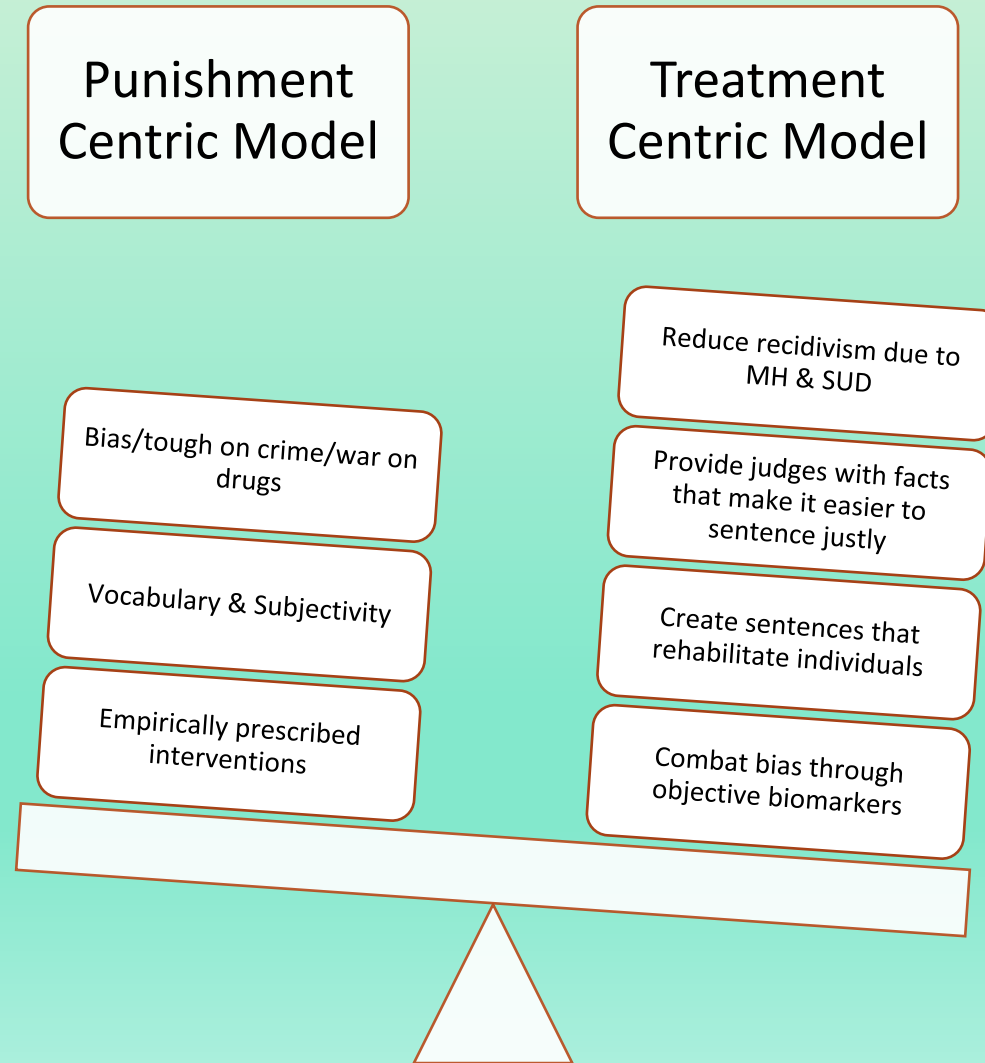 Punishment
Centric Model
Treatment
Centric Model
Bias/tough on crime/war on
drugs
Vocabulary & Subjectivity
Empirically prescribed
interventions
Reduce recidivism due to
MH & SUD
Provide judges with facts
that make it easier to
sentence justly
Create sentences that
rehabilitate individuals
Combat bias through
objective biomarkers